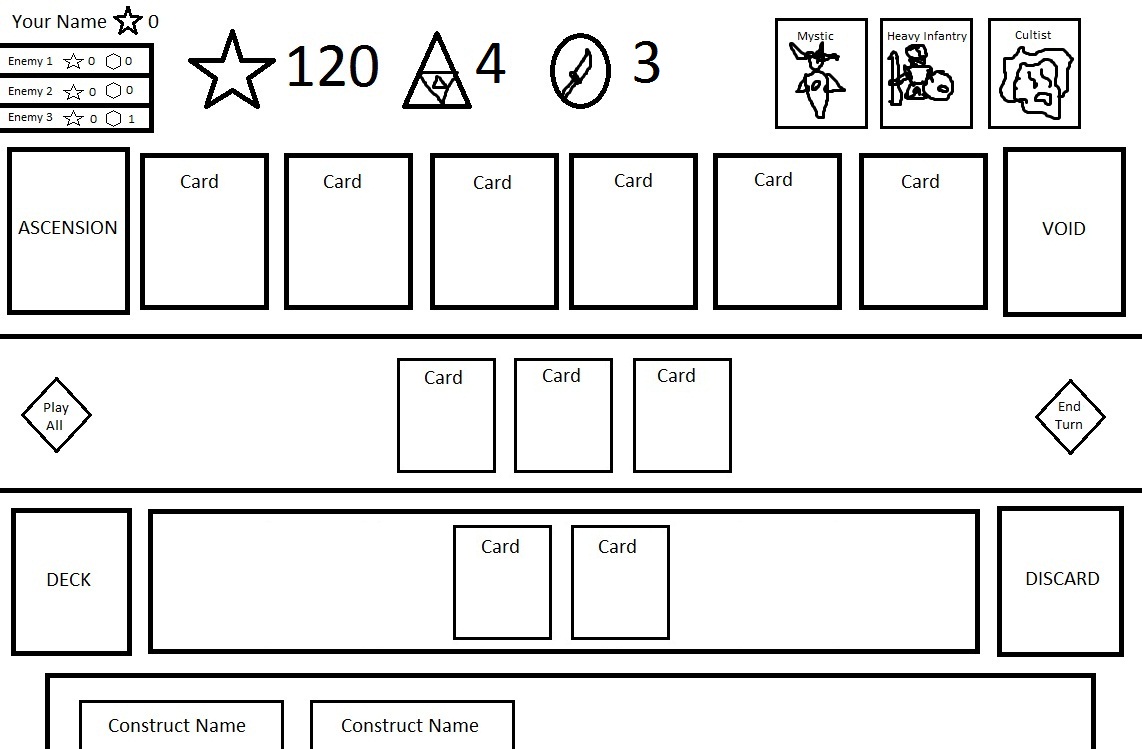 Your Name 0
Enemy 1 0 0
Enemy 2 0 0
Enemy 3 0 1
120 4 3
Mystic
Heavy Infantry
Cultist
ASCENSION
Card
Card
Card
Card
Card
Card
VOID
Play
All
Card
Card
Card
End
Turn
DECK
Card
Card
DISCARD
Construct Name
Construct Name